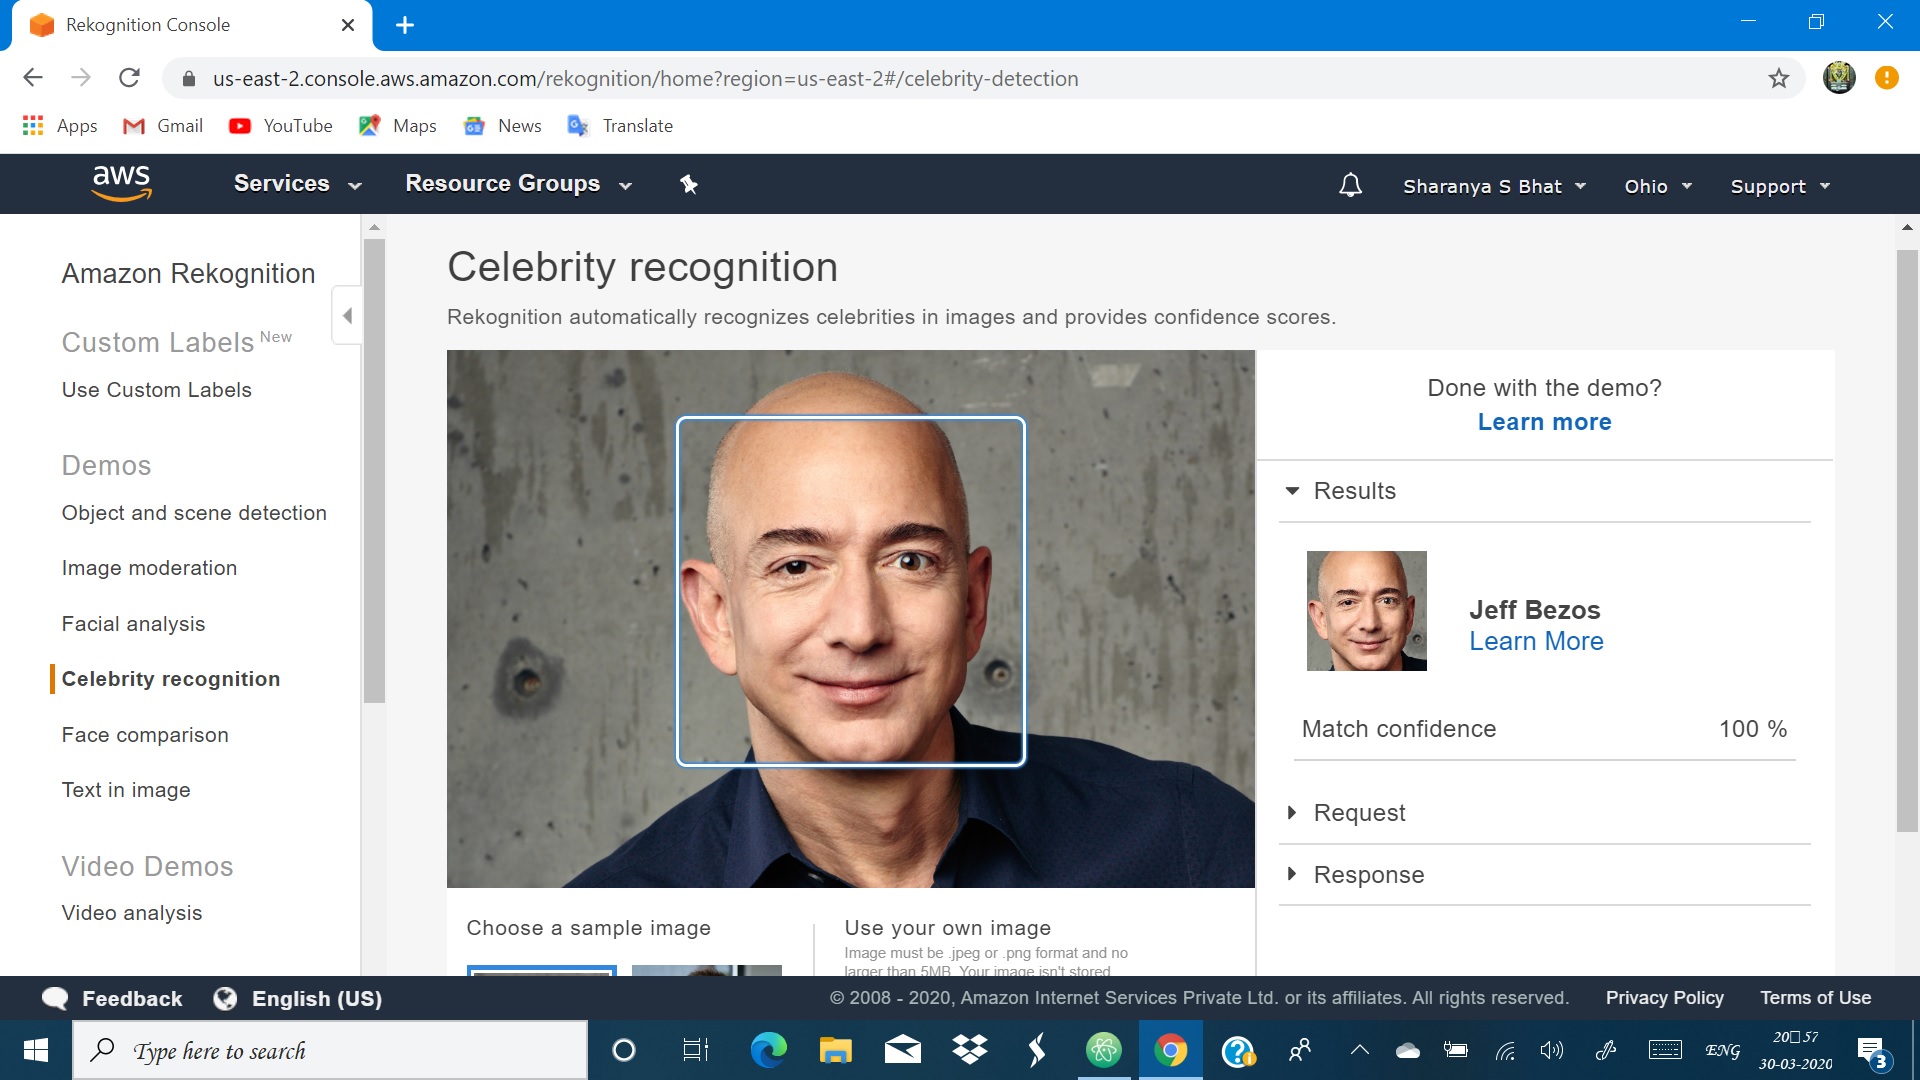 Rekognition Console
us-east-2.console.aws.amazon.com/rekognition/home?region=us-east-2#/celebrity-detection
Apps Gmail YouTube Maps News Translate
aws Services Resource Groups Sharanya S Bhat Ohio Support
Amazon Rekognition
Custom Labels New
Use Custom Labels
Demos
Object and scene detection
Image moderation
Facial analysis
Celebrity recognition
Face comparison
Text in image
Video Demos
Video analysis
Celebrity recognition
Rekognition automatically recognizes celebrities in images and provides confidence scores.
Done with the demo?
Learn more
Results
Jeff Bezos
Learn More
Match confidence 100 %
Request
Response
Choose a sample image
Use your own image
Image must be .jpeg or .png format and no
larger than 5MB. Your image isn't stored
Feedback English (US) © 2008 - 2020, Amazon Internet Services Private Ltd. or its affiliates. All rights reserved. Privacy Policy Terms of Use
Type here to search
ENG
20 57
30-03-2020
3